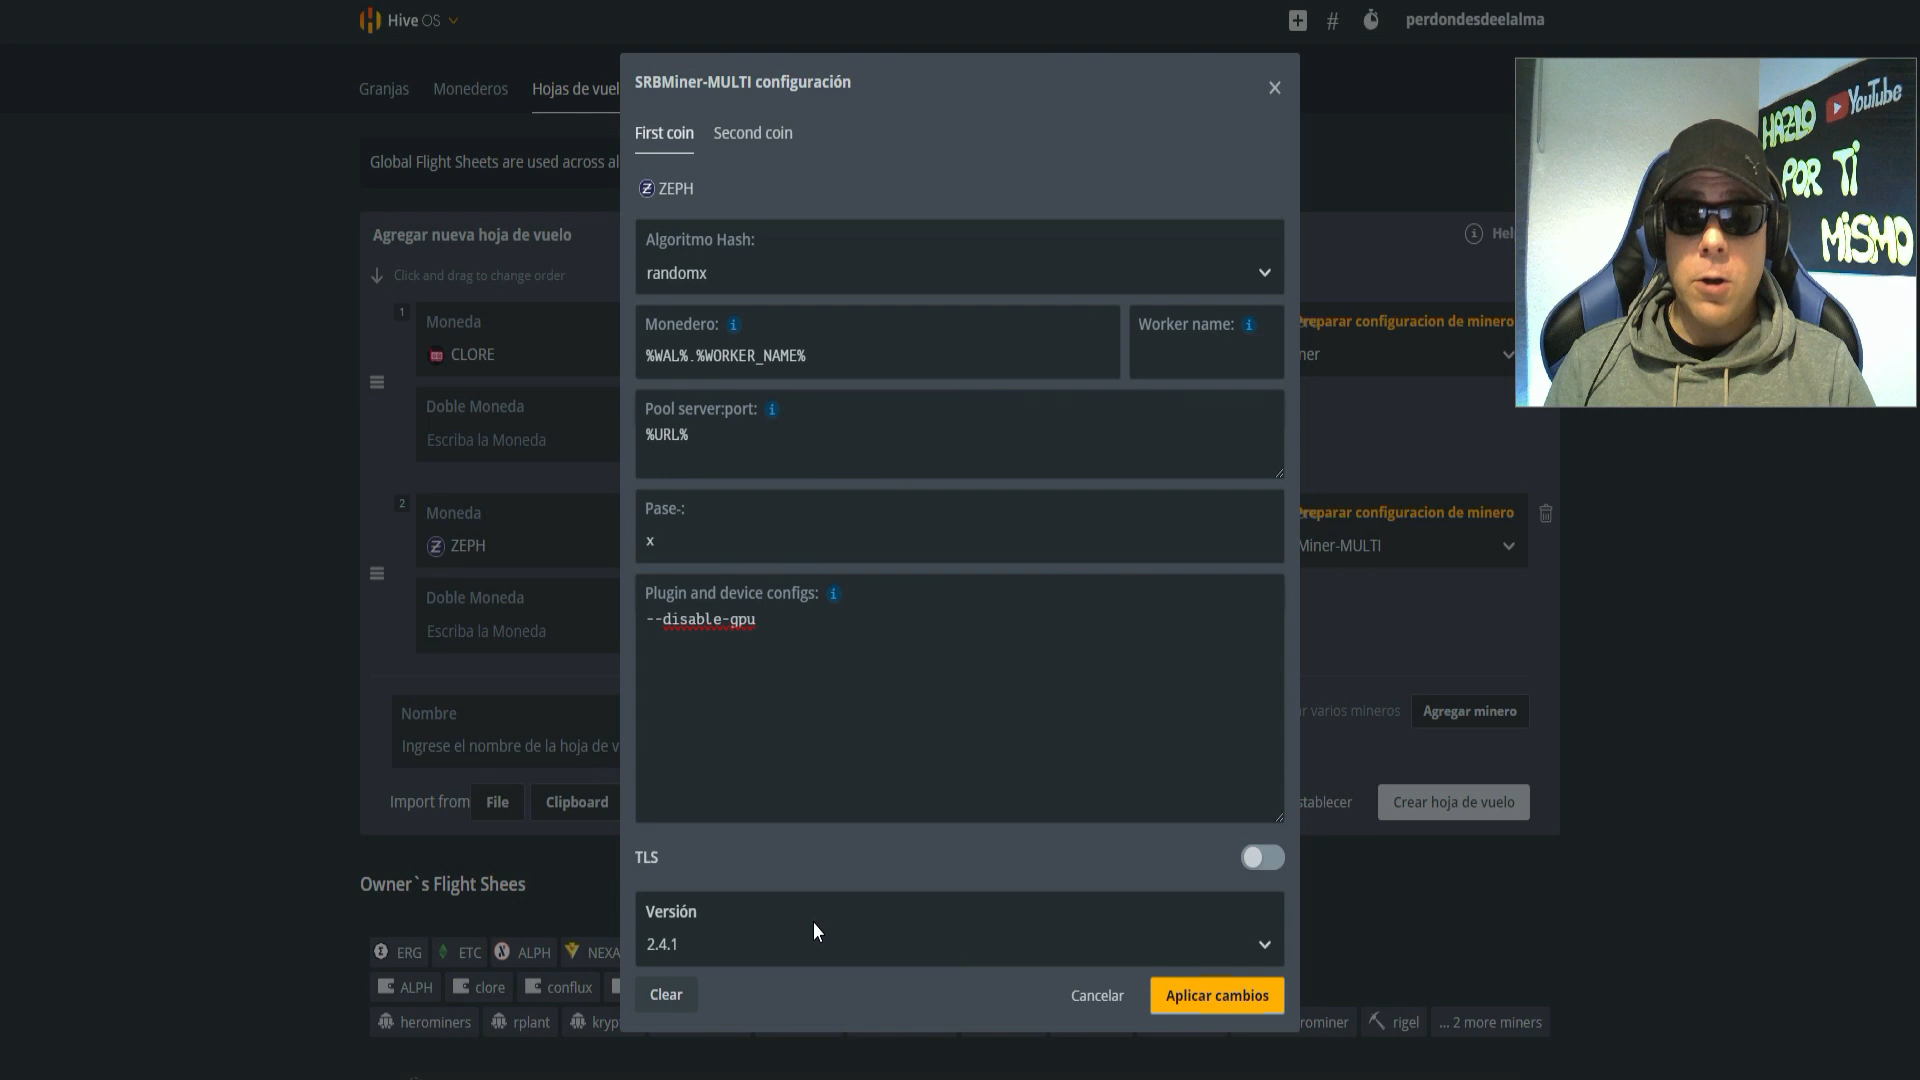 Hive OS
#
perdondesdeelalma
Granjas
Monederos
Hojas de vuel
Global Flight Sheets are used across al
Agregar nueva hoja de vuelo
Hel
Click and drag to change order
1
Moneda
CLORE
Doble Moneda
Escriba la Moneda
2
Moneda
ZEPH
Doble Moneda
Escriba la Moneda
Nombre
Ingrese el nombre de la hoja de v
Import from
File
Clipboard
SRBMiner-MULTI configuración
First coin
Second coin
ZEPH
Algoritmo Hash:
randomx
Monedero:
%WAL%.%WORKER_NAME%
Worker name:
Pool server:port:
%URL%
Pase-:
x
Plugin and device configs:
--disable-gpu
TLS
Versión
2.4.1
Clear
Cancelar
Aplicar cambios
reparar configuracion de minero
ner
reparar configuracion de minero
Miner-MULTI
r varios mineros
Agregar minero
stablecer
Crear hoja de vuelo
Owner`s Flight Shees
ERG
ETC
ALPH
NEXA
ALPH
clore
conflux
herominers
rplant
kryp
rominer
rigel
... 2 more miners
HAZLO
YouTube
POR TI
MISMO